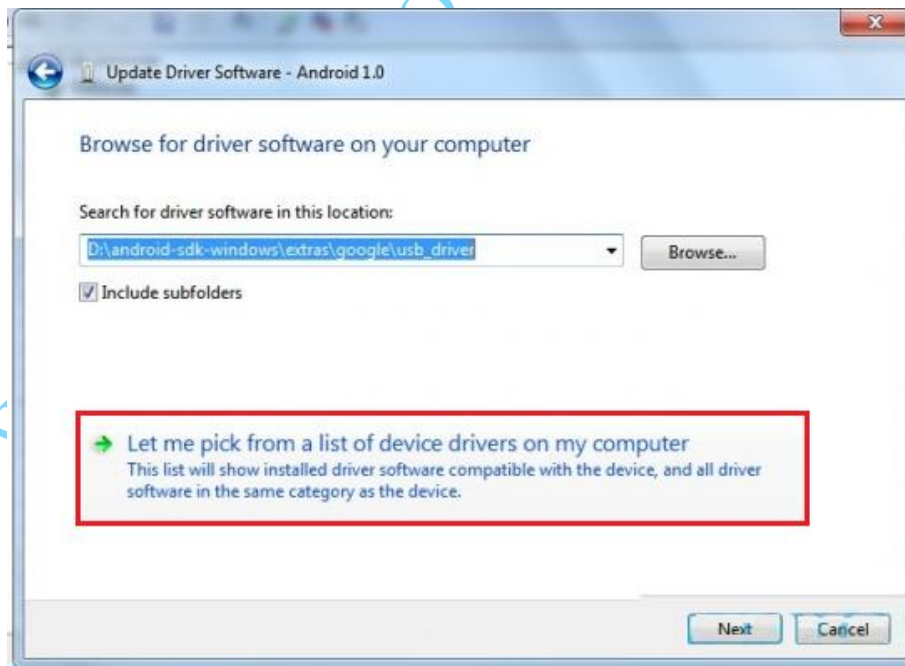 Update Driver Software - Android 1.0
Browse for driver software on your computer
Search for driver software in this location:
D:\android-sdk-windows\extras\google\usb_driver
Browse...
Include subfolders
Let me pick from a list of device drivers on my computer
This list will show installed driver software compatible with the device, and all driver
software in the same category as the device.
Next
Cancel